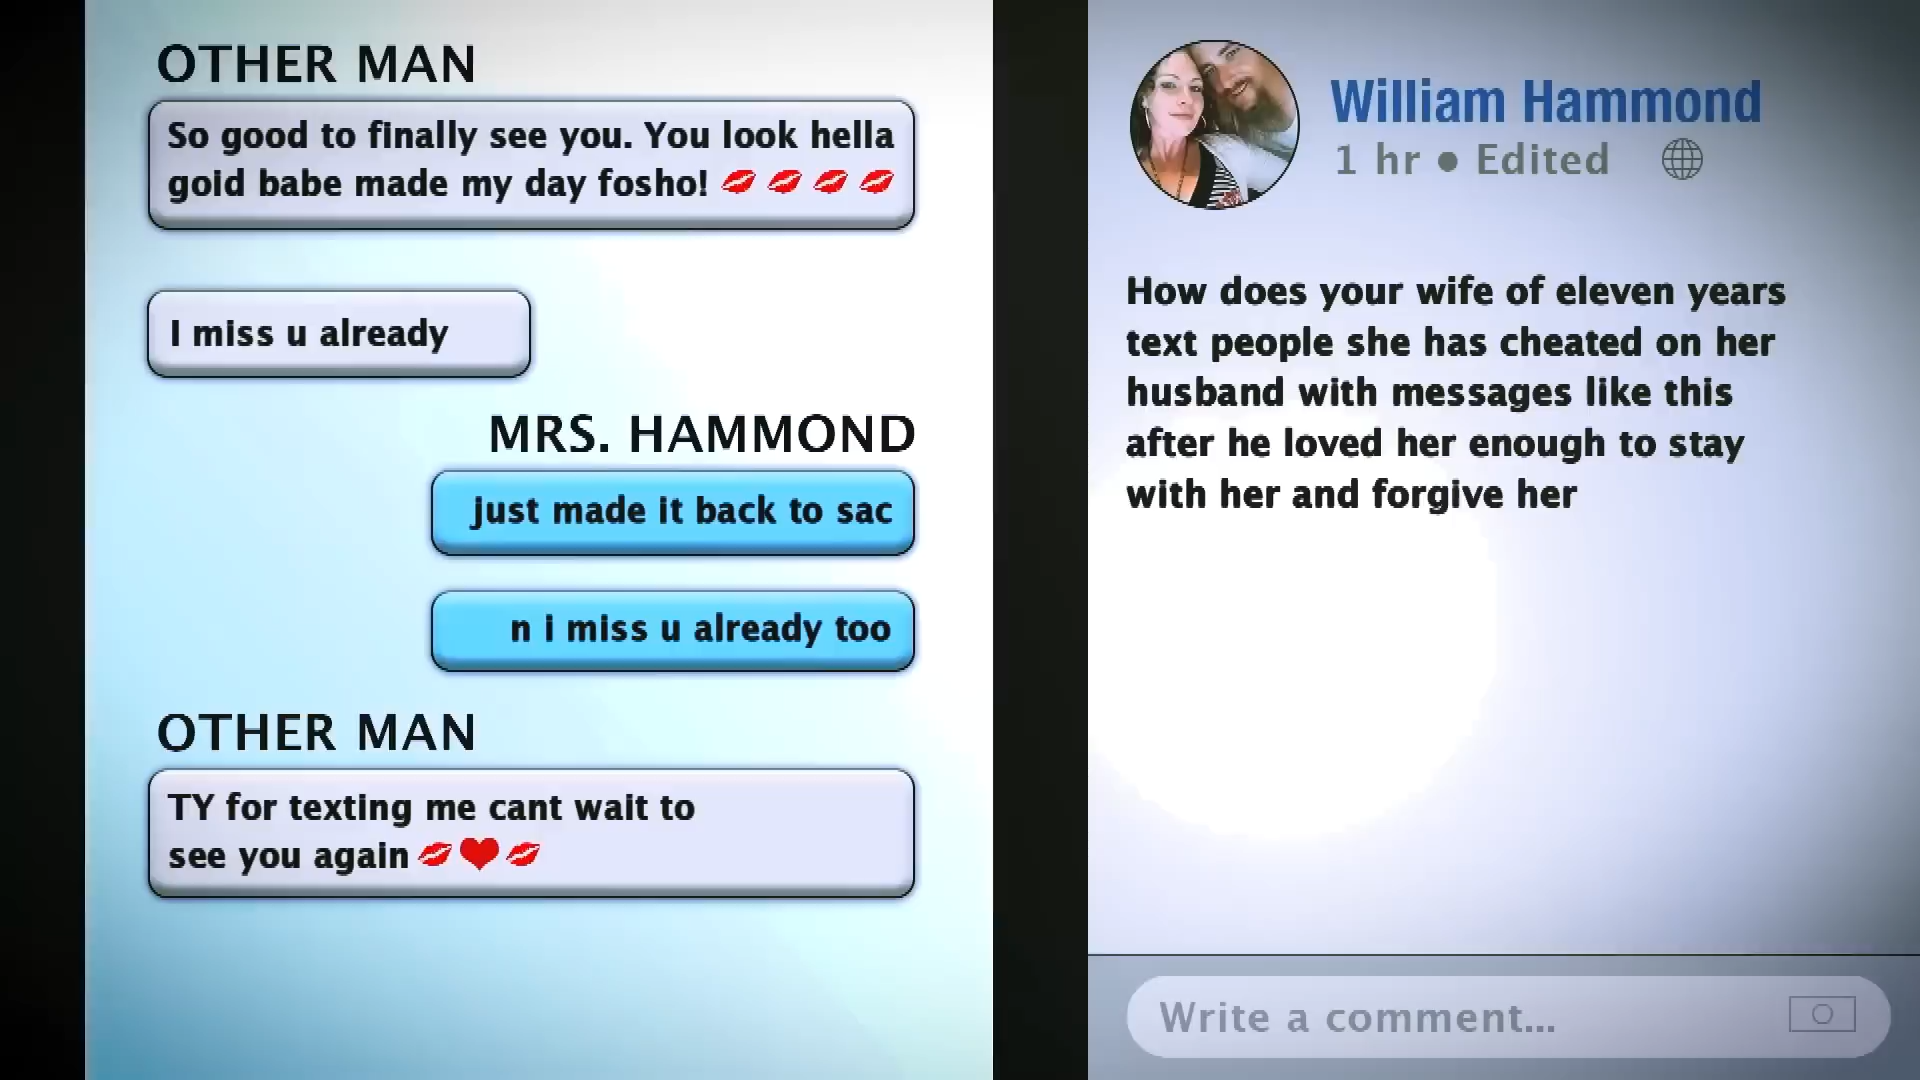 OTHER MAN
So good to finally see you. You look hella
goid babe made my day fosho!
I miss u already
MRS. HAMMOND
just made it back to sac
n i miss u already too
OTHER MAN
TY for texting me cant wait to
see you again
William Hammond
1 hr • Edited
How does your wife of eleven years
text people she has cheated on her
husband with messages like this
after he loved her enough to stay
with her and forgive her
Write a comment...